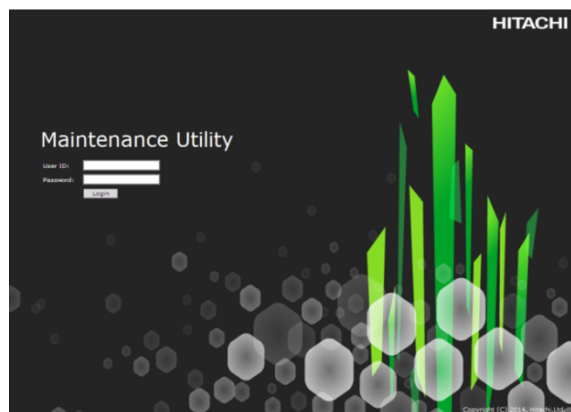 HITACHI
Maintenance Utility
User ID:
Password:
Login
Copyright (C) 2014, Hitachi,Ltd.